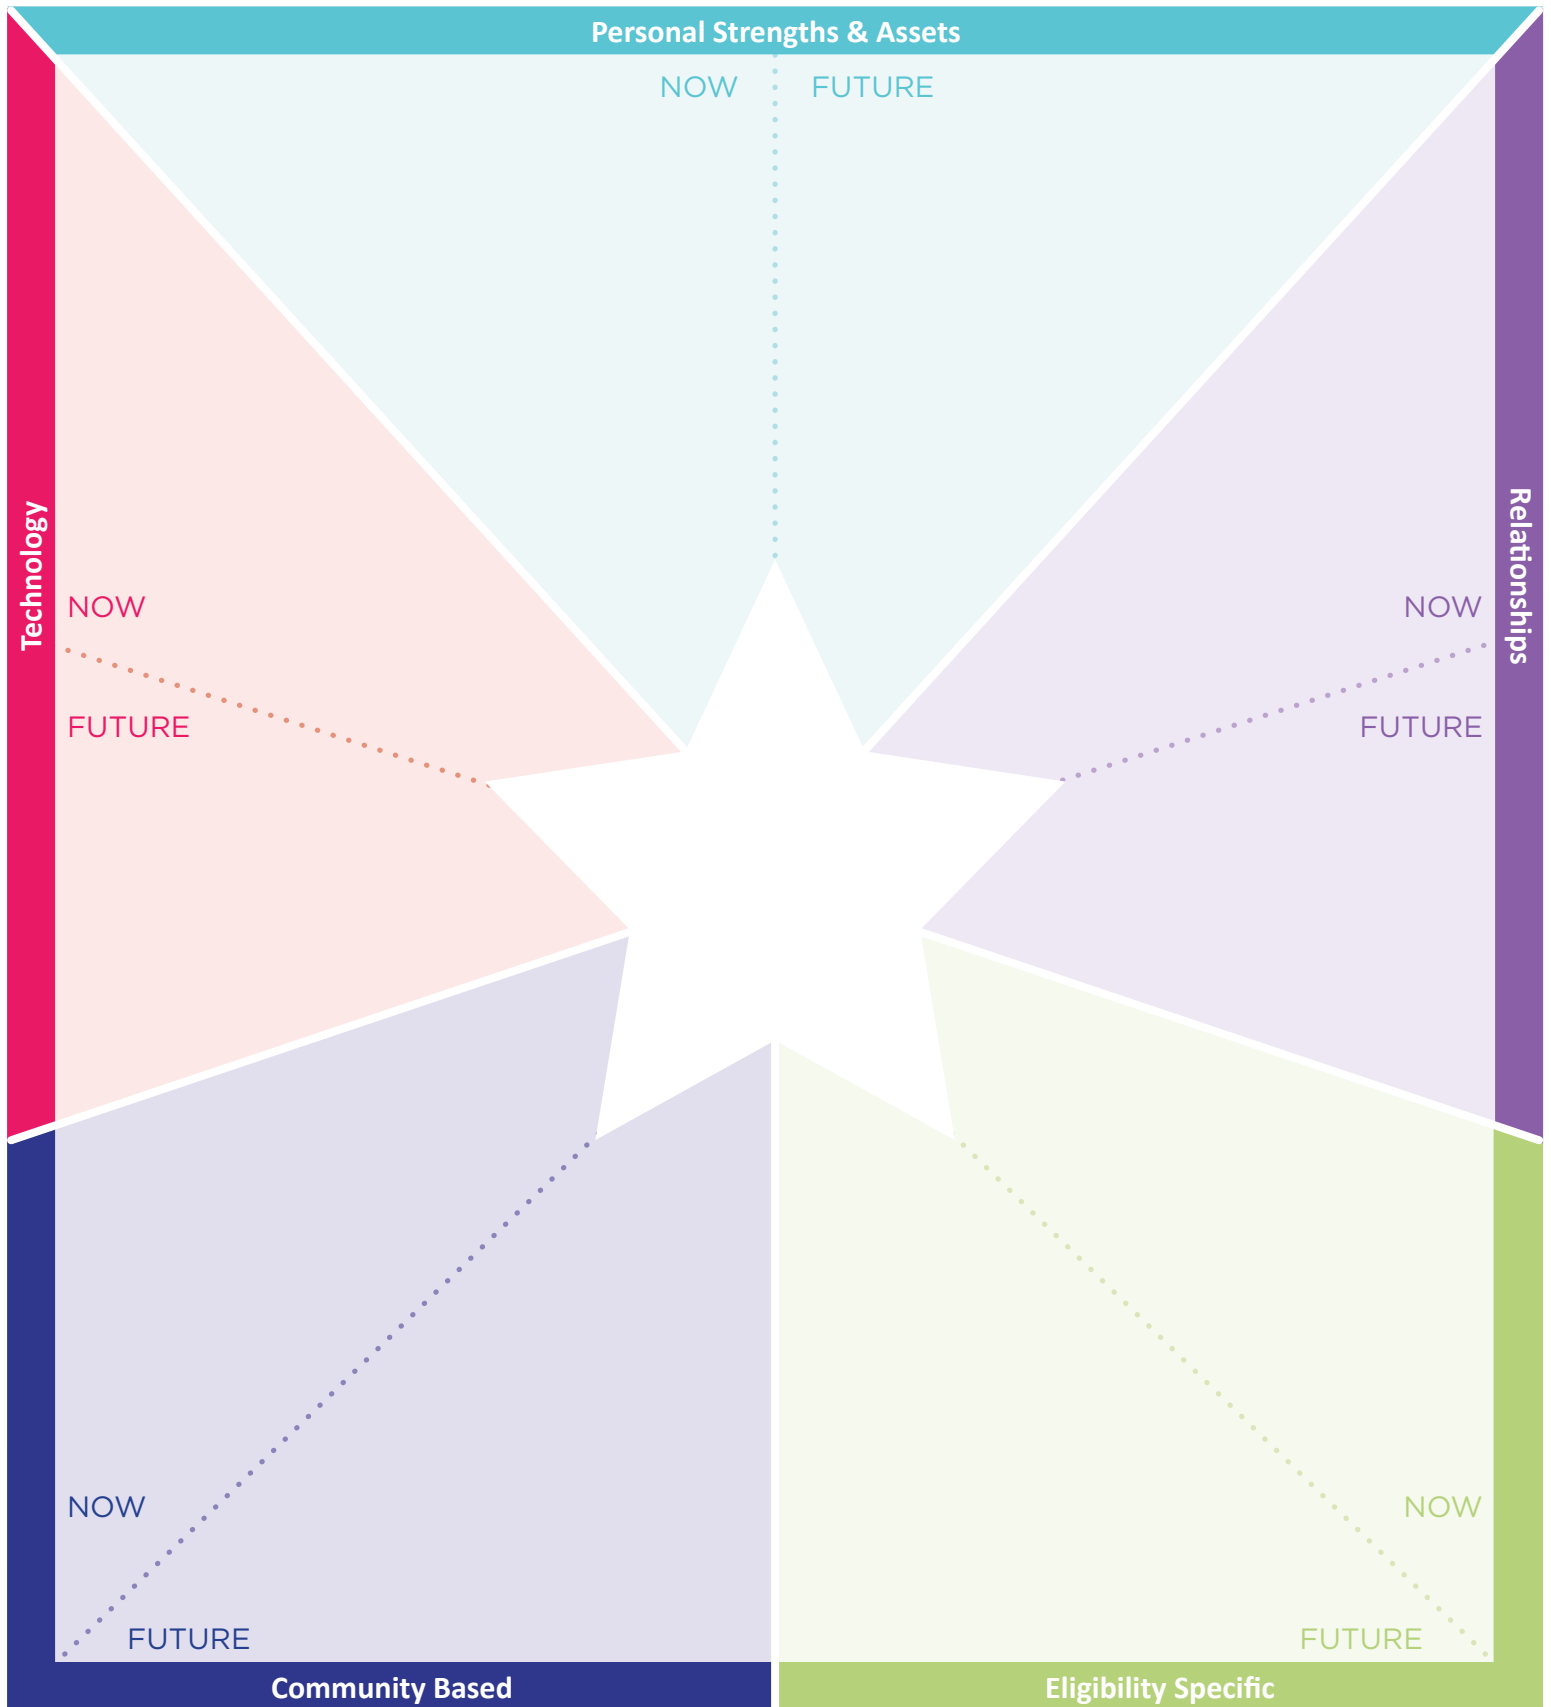 Personal Strengths & Assets
NOW
FUTURE
Technology
NOW
FUTURE
Relationships
NOW
FUTURE
NOW
FUTURE
Community Based
NOW
FUTURE
Eligibility Specific